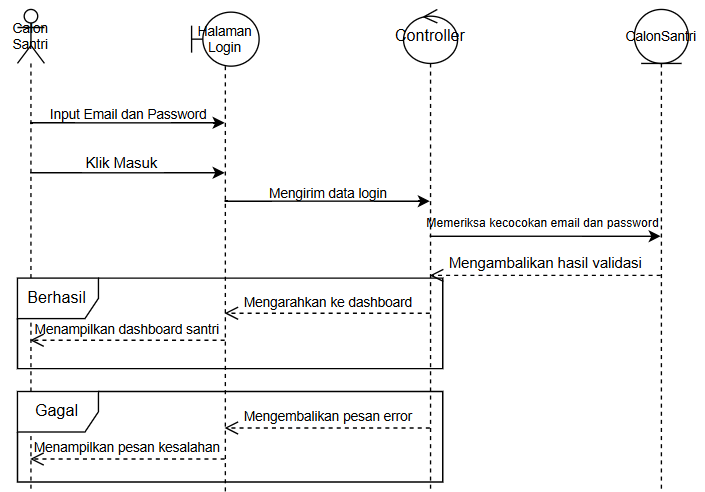 Calon
Santri
Halaman
Login
Controller
CalonSantri
Input Email dan Password
Klik Masuk
Mengirim data login
Memeriksa kecocokan email dan password
Mengambalikan hasil validasi
Berhasil
Mengarahkan ke dashboard
Menampilkan dashboard santri
Gagal
Mengembalikan pesan error
Menampilkan pesan kesalahan